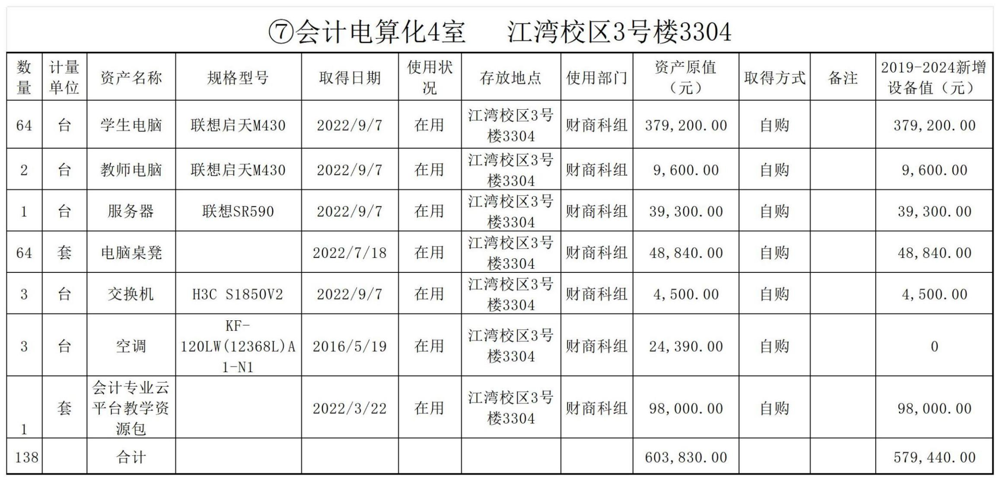 ⑦会计电算化4室 江湾校区3号楼3304
数量 计量单位 资产名称 规格型号 取得日期 使用状况 存放地点 使用部门 资产原值（元） 取得方式 备注 2019-2024新增设备值（元）
64 台 学生电脑 联想启天M430 2022/9/7 在用 江湾校区3号楼3304 财商科组 379,200.00 自购 379,200.00
2 台 教师电脑 联想启天M430 2022/9/7 在用 江湾校区3号楼3304 财商科组 9,600.00 自购 9,600.00
1 台 服务器 联想SR590 2022/9/7 在用 江湾校区3号楼3304 财商科组 39,300.00 自购 39,300.00
64 套 电脑桌凳 2022/7/18 在用 江湾校区3号楼3304 财商科组 48,840.00 自购 48,840.00
3 台 交换机 H3C S1850V2 2022/9/7 在用 江湾校区3号楼3304 财商科组 4,500.00 自购 4,500.00
3 台 空调 KF-120LW(12368L)A1-N1 2016/5/19 在用 江湾校区3号楼3304 财商科组 24,390.00 自购 0
1 套 会计专业云平台教学资源包 2022/3/22 在用 江湾校区3号楼3304 财商科组 98,000.00 自购 98,000.00
138 合计 603,830.00 579,440.00